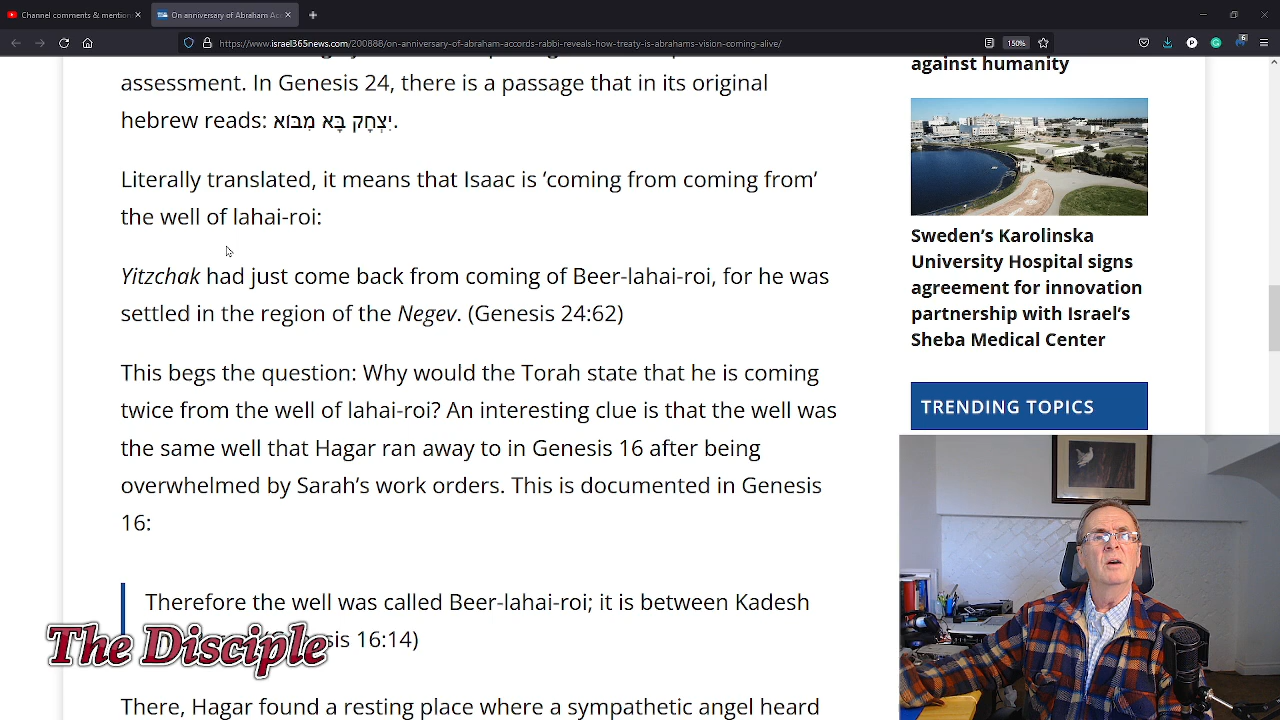 Channel comments & mention
On anniversary of Abraham Ac
https://www.israel365news.com/200888/on-anniversary-of-abraham-accords-rabbi-reveals-how-treaty-is-abrahams-vision-coming-alive/
150%
6
assessment. In Genesis 24, there is a passage that in its original
hebrew reads: יִצְחָק בָּא מִבּוֹא.
Literally translated, it means that Isaac is ‘coming from coming from’
the well of lahai-roi:
Yitzchak had just come back from coming of Beer-lahai-roi, for he was
settled in the region of the Negev. (Genesis 24:62)
This begs the question: Why would the Torah state that he is coming
twice from the well of lahai-roi? An interesting clue is that the well was
the same well that Hagar ran away to in Genesis 16 after being
overwhelmed by Sarah’s work orders. This is documented in Genesis
16:
Therefore the well was called Beer-lahai-roi; it is between Kadesh
sis 16:14)
There, Hagar found a resting place where a sympathetic angel heard
against humanity
Sweden’s Karolinska
University Hospital signs
agreement for innovation
partnership with Israel’s
Sheba Medical Center
TRENDING TOPICS
The Disciple